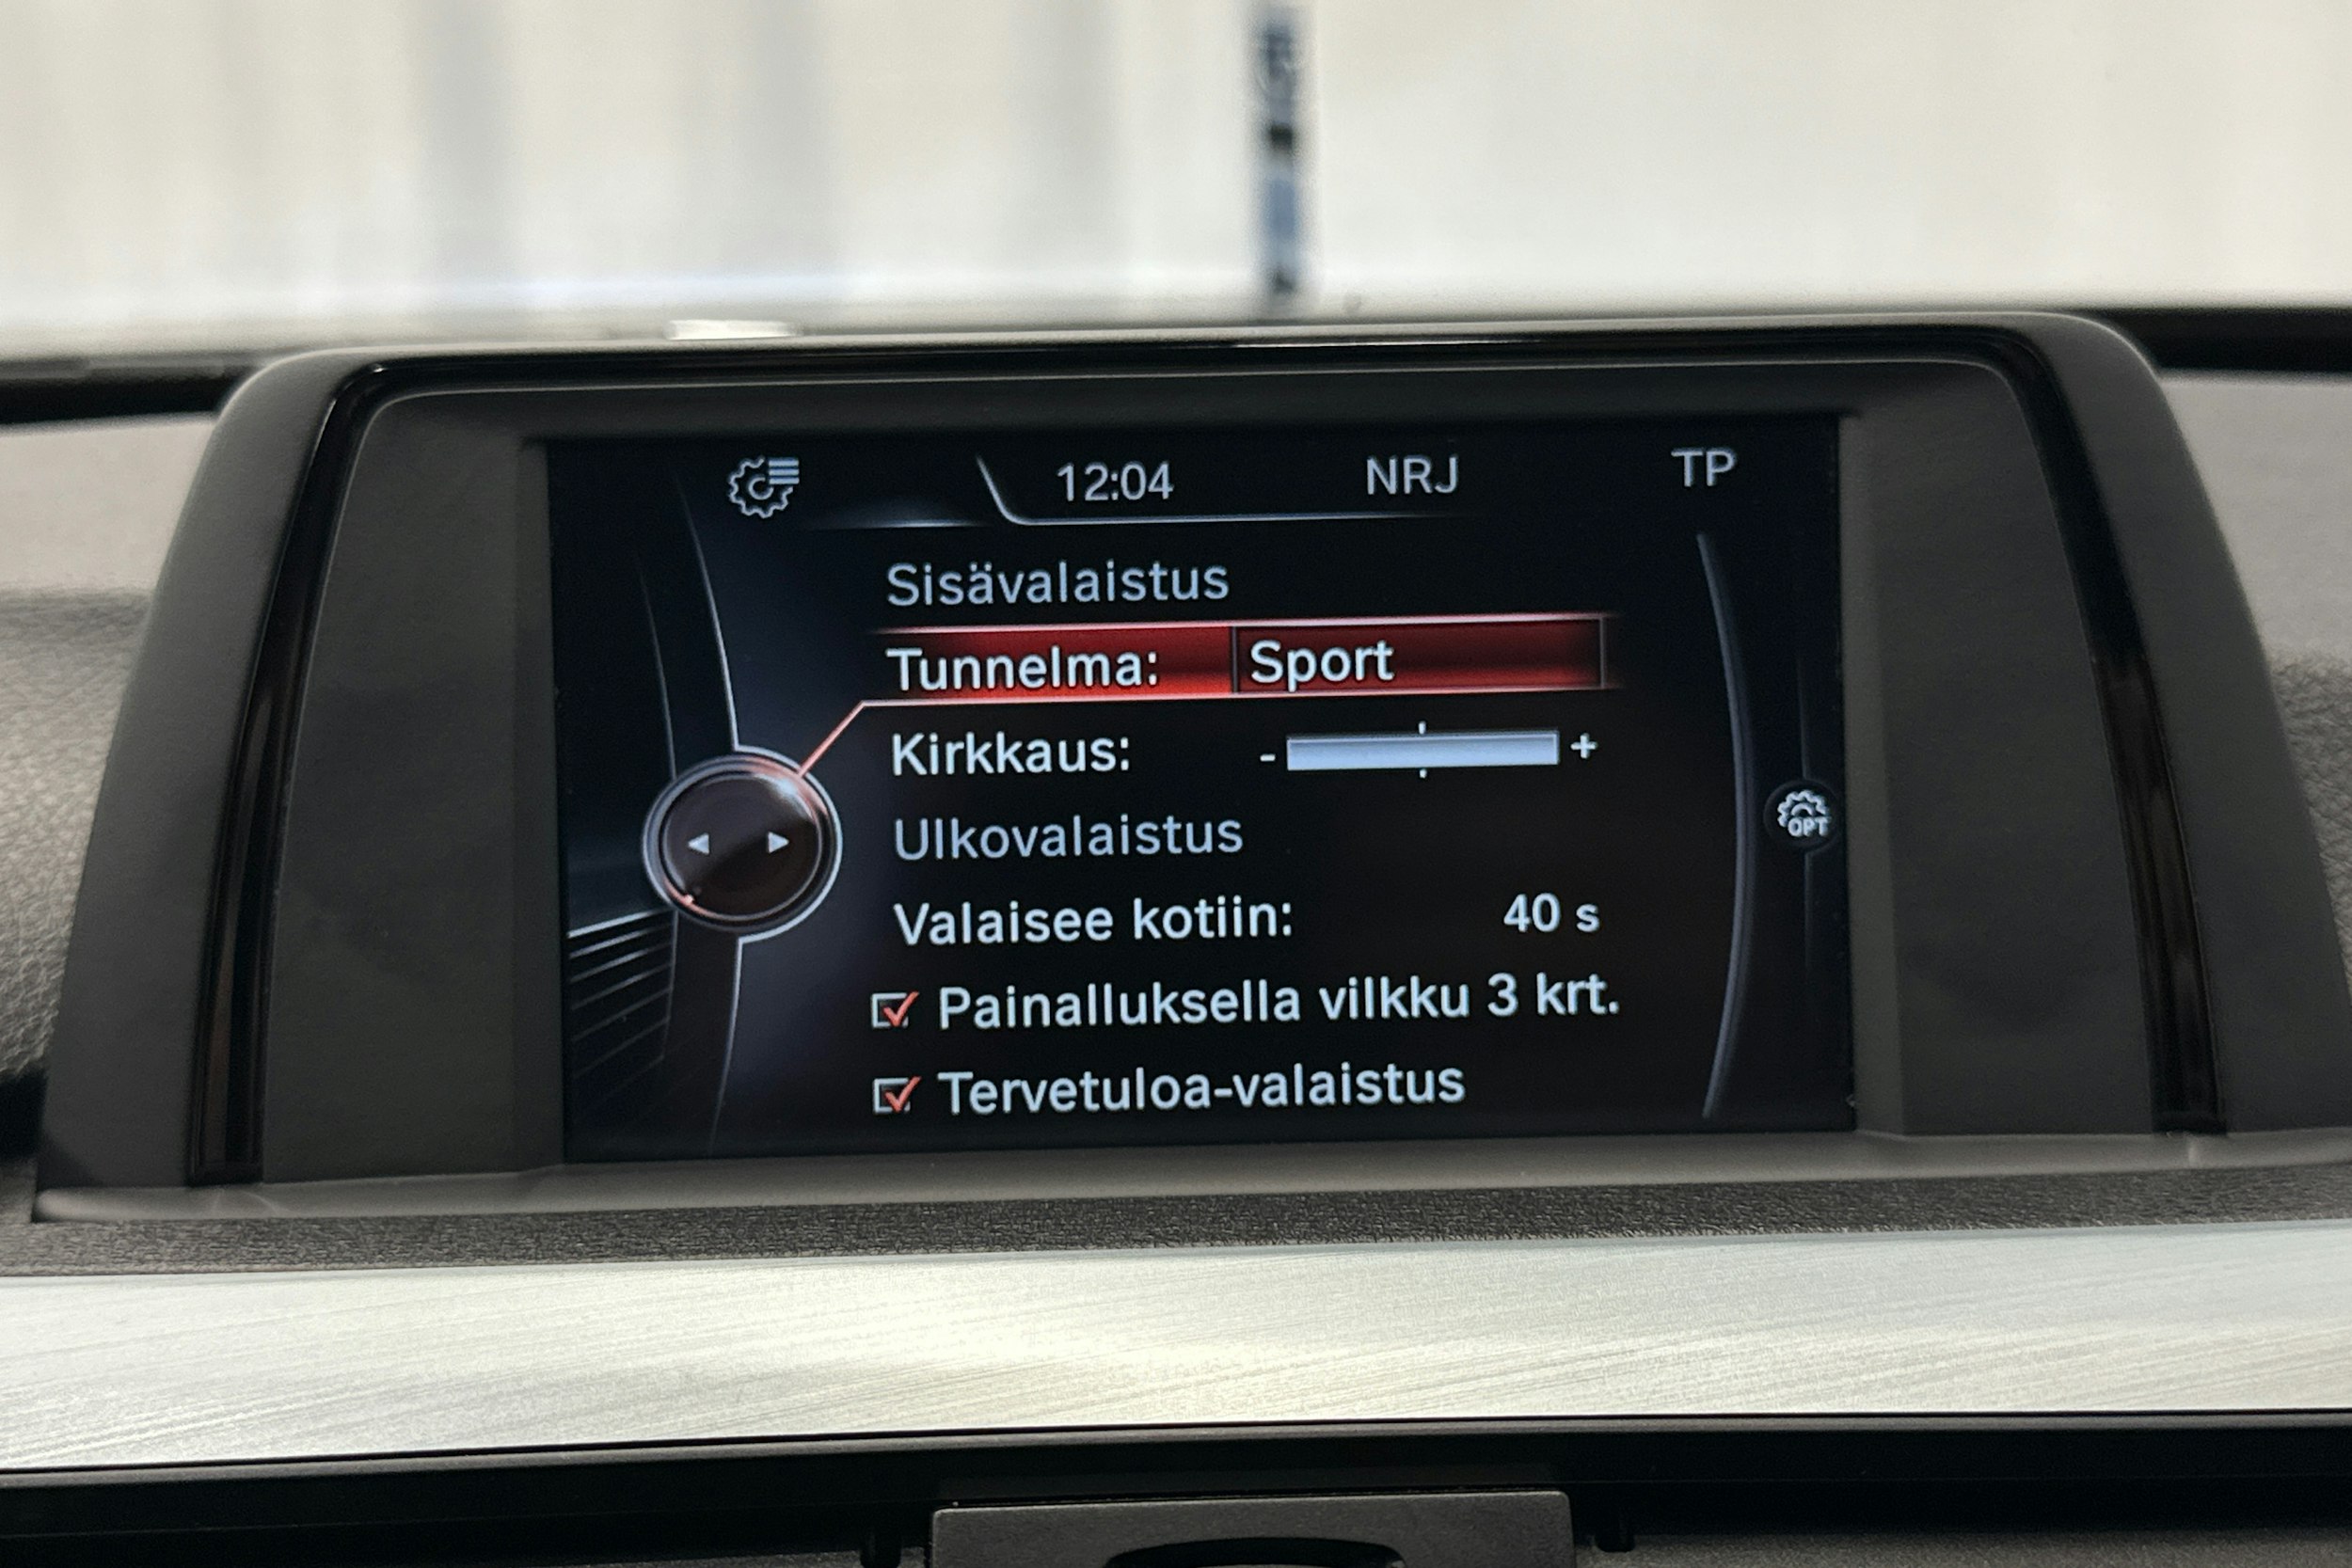 12:04 NRJ TP
Sisävalaistus
Tunnelma: Sport
Kirkkaus: - +
Ulkovalaistus
OPT
Valaisee kotiin: 40 s
Painalluksella vilkku 3 krt.
Tervetuloa-valaistus